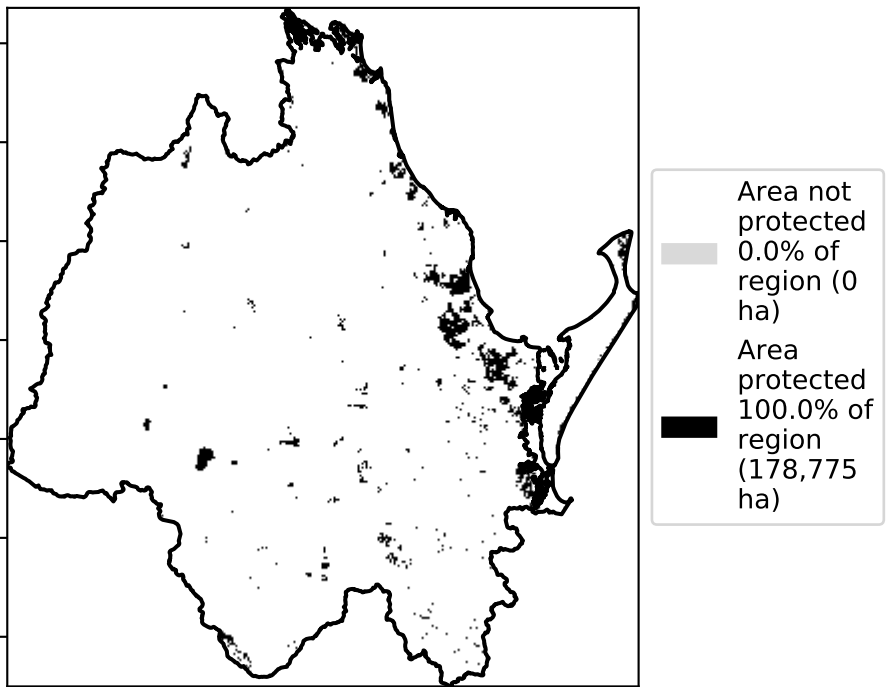 Area not
protected
0.0% of
region (0
ha)
Area
protected
100.0% of
region
(178,775
ha)